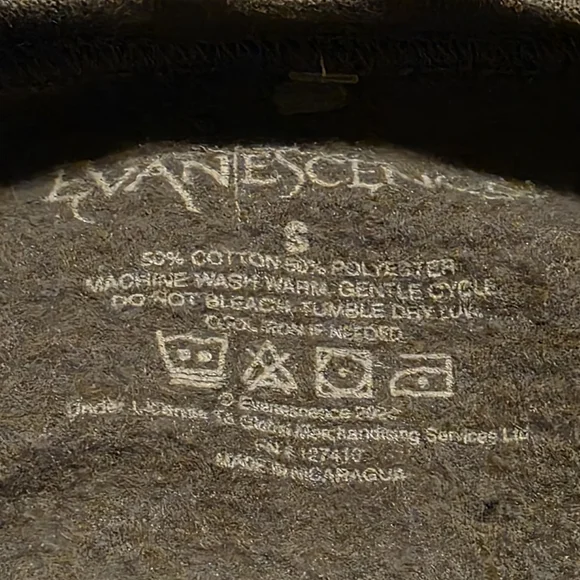 EVANESCENCE
S
50% COTTON 50% POLYESTER
MACHINE WASH WARM. GENTLE CYCLE.
DO NOT BLEACH. TUMBLE DRY LOW.
COOL IRON IF NEEDED.
© Evanescence
Under License To Global Merchandising Services Ltd
MADE IN NICARAGUA